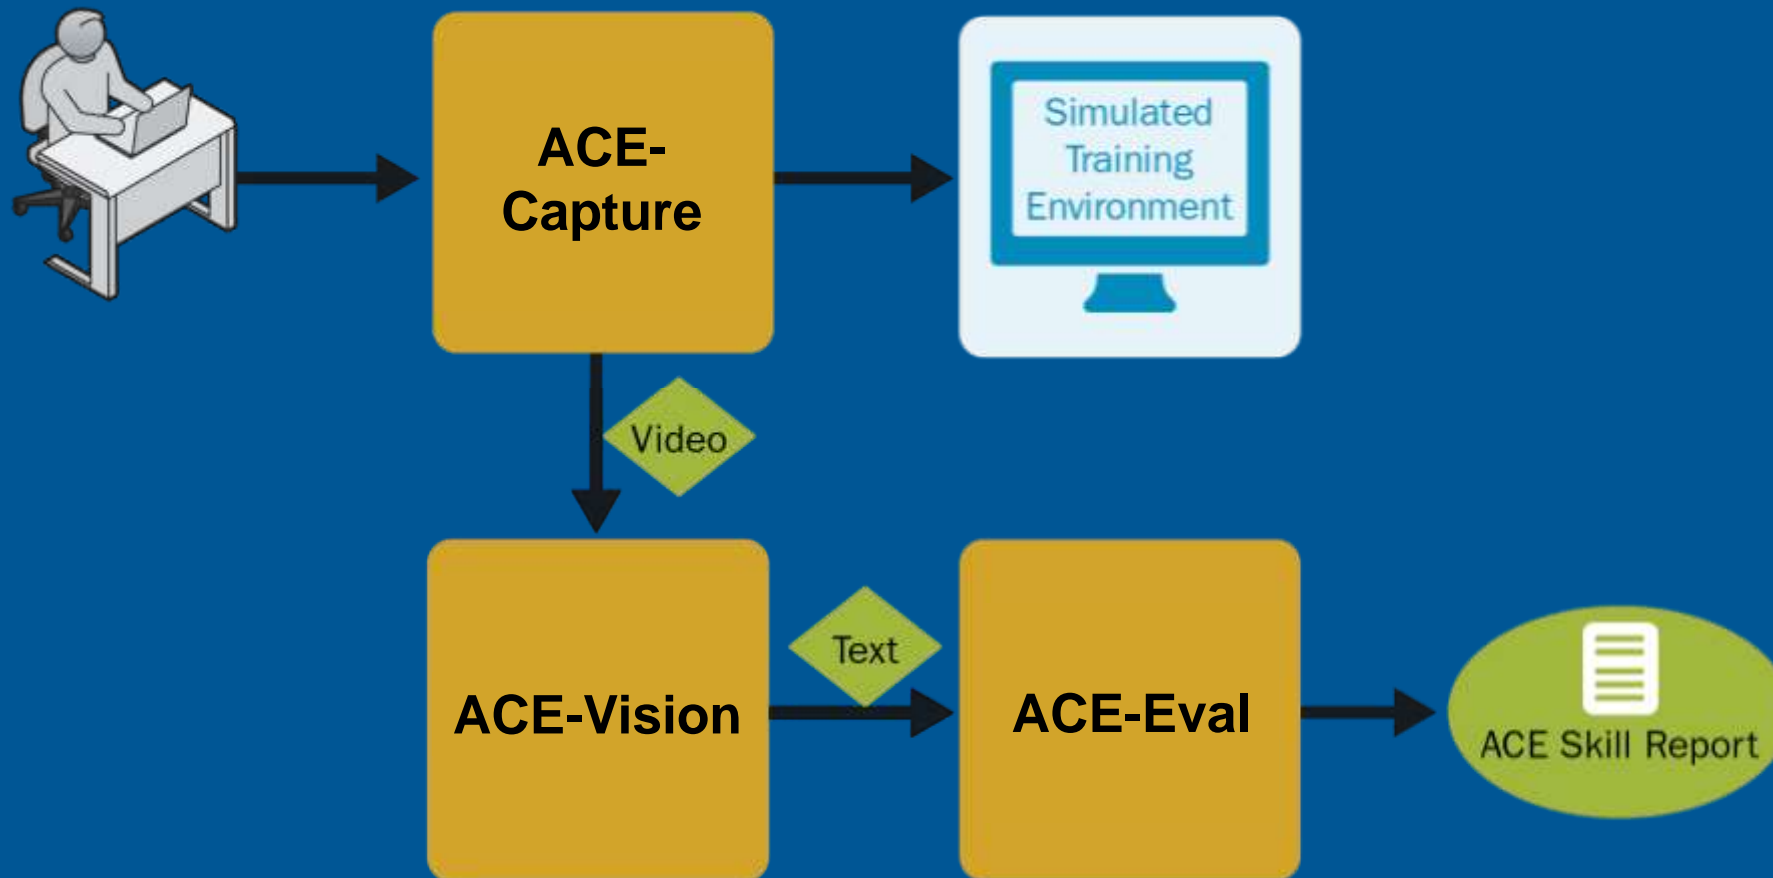 ACE-
Capture
Simulated
Training
Environment
Video
Text
ACE-Vision
ACE-Eval
ACE Skill Report